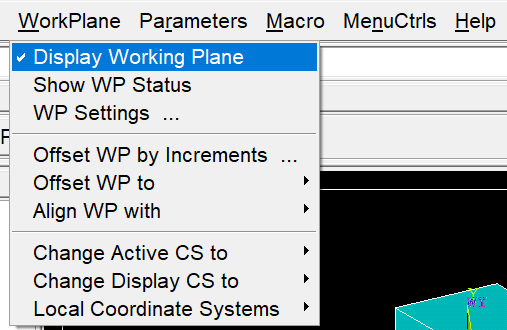 WorkPlane Parameters Macro MenuCtrls Help
Display Working Plane
Show WP Status
WP Settings ...
Offset WP by Increments ...
Offset WP to
Align WP with
Change Active CS to
Change Display CS to
Local Coordinate Systems